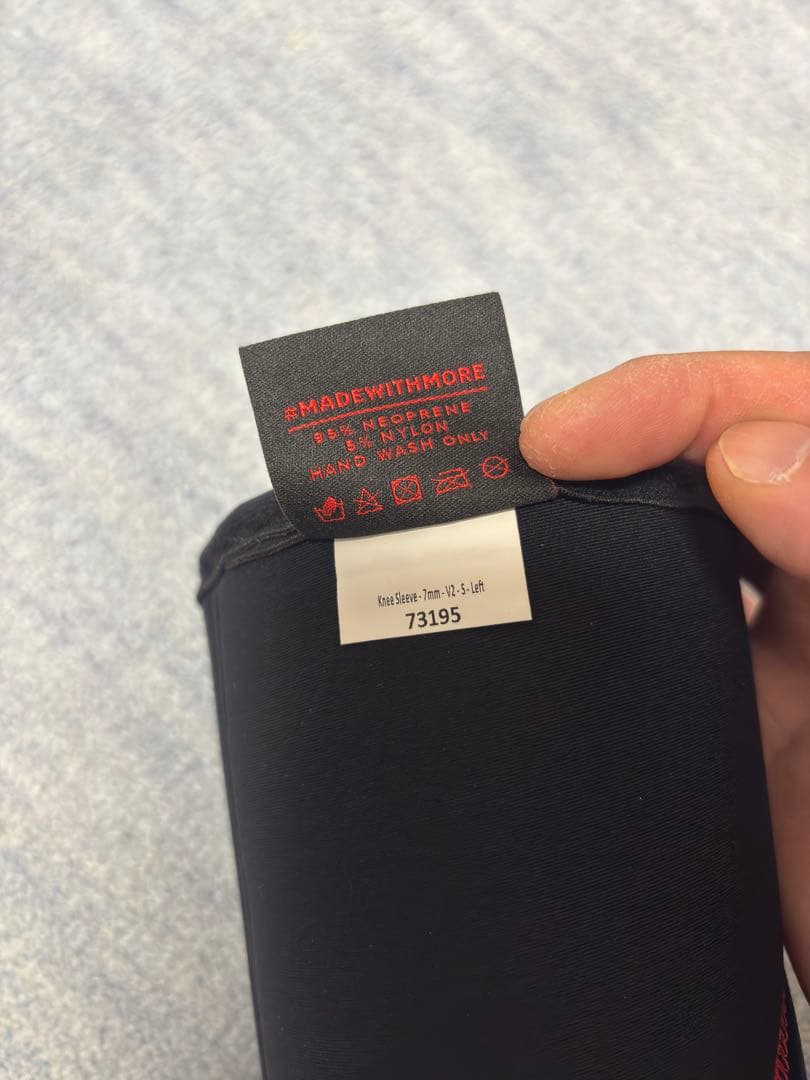 #MADEWITHMORE
95% NEOPRENE
5% NYLON
HAND WASH ONLY
Knee Sleeve - 7mm - V2 - S - Left
73195